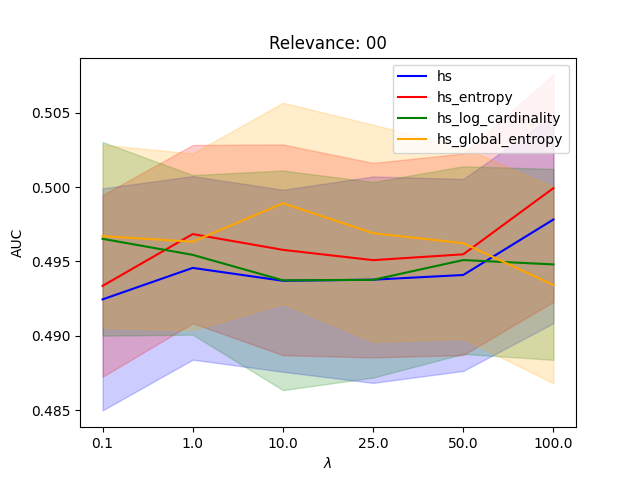 Relevance: 00
hs
hs_entropy
hs_log_cardinality
hs_global_entropy
AUC
0.505
0.500
0.495
0.490
0.485
0.1 1.0 10.0 25.0 50.0 100.0
λ